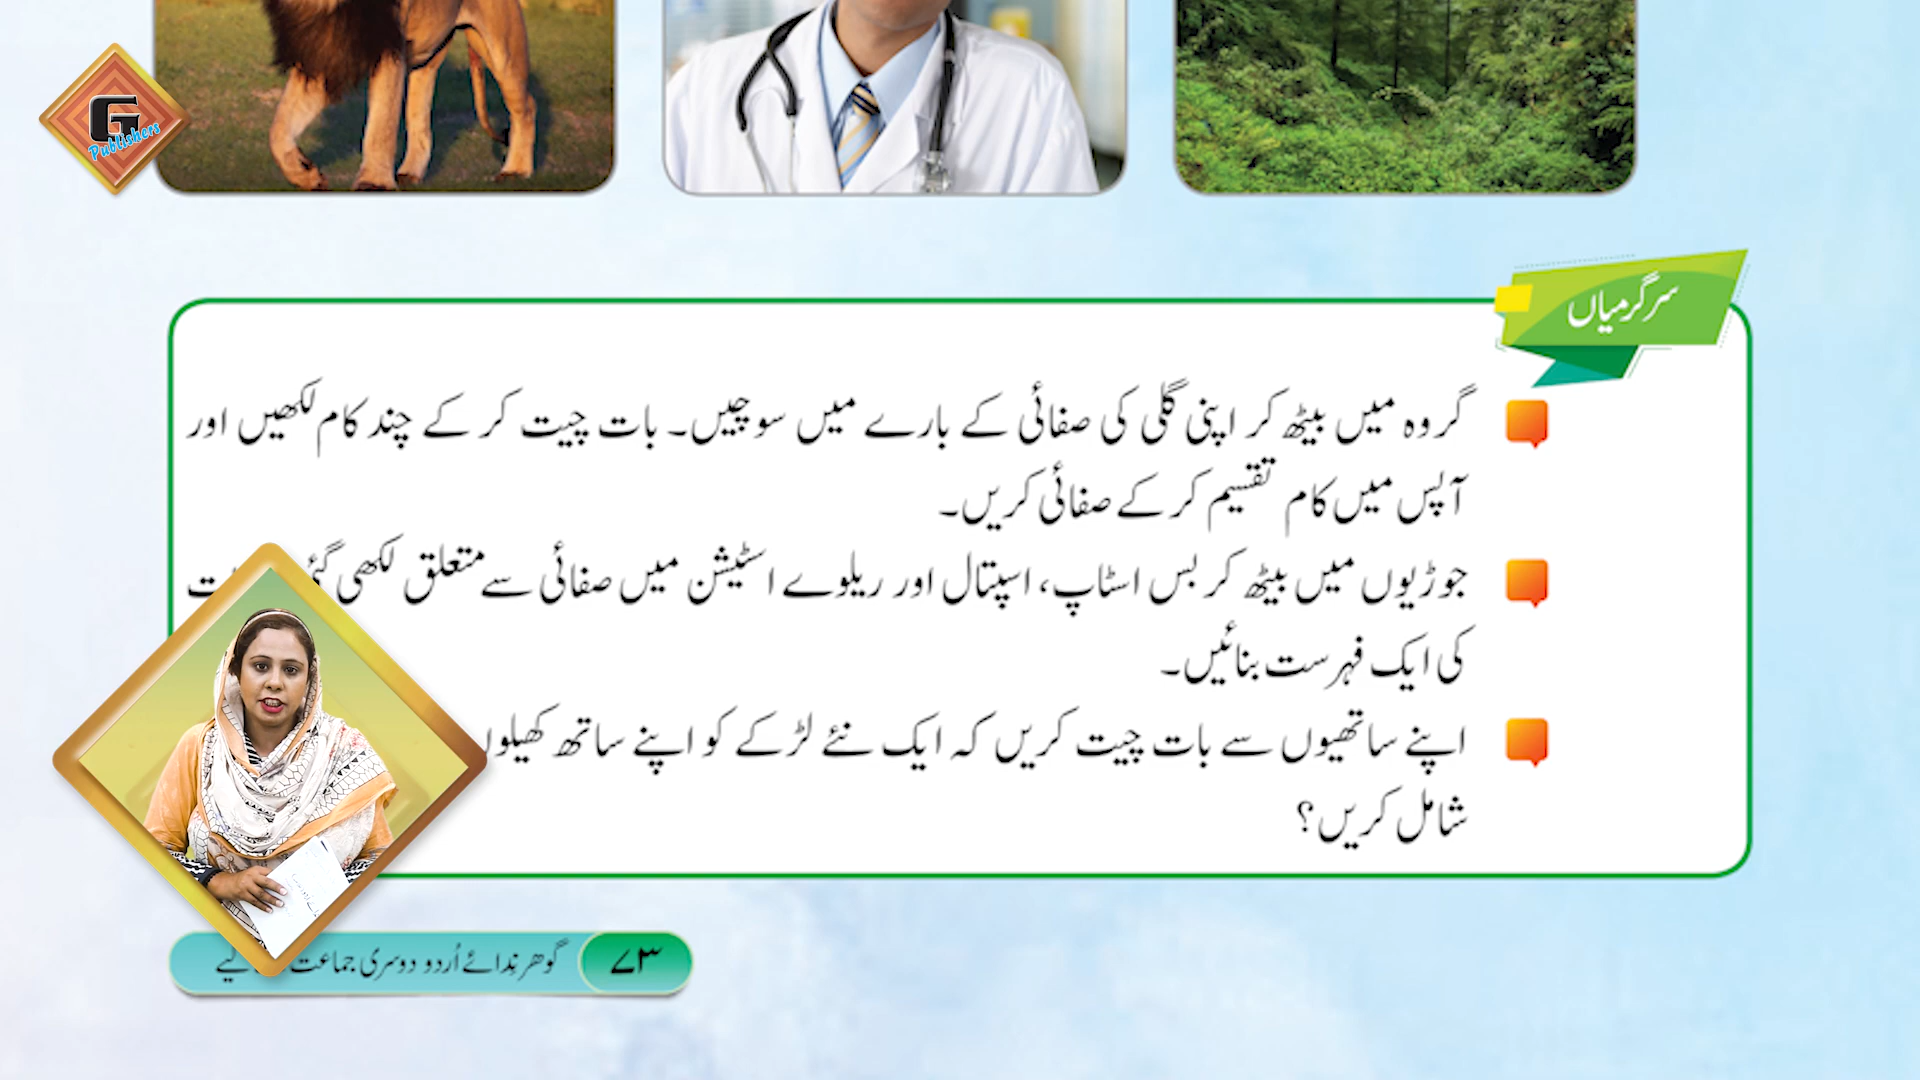 G
Publishers
سرگرمیاں
گروہ میں بیٹھ کر اپنی گلی کی صفائی کے بارے میں سوچیں۔ بات چیت کر کے چند کام لکھیں اور
آپس میں کام تقسیم کر کے صفائی کریں۔
جوڑیوں میں بیٹھ کر بس اسٹاپ، اسپتال اور ریلوے اسٹیشن میں صفائی سے متعلق لکھی گئی
کی ایک فہرست بنائیں۔
اپنے ساتھیوں سے بات چیت کریں کہ ایک نئے لڑکے کو اپنے ساتھ
شامل کریں؟
۷۳ گوھر نِدائے اُردو دوسری جماعت